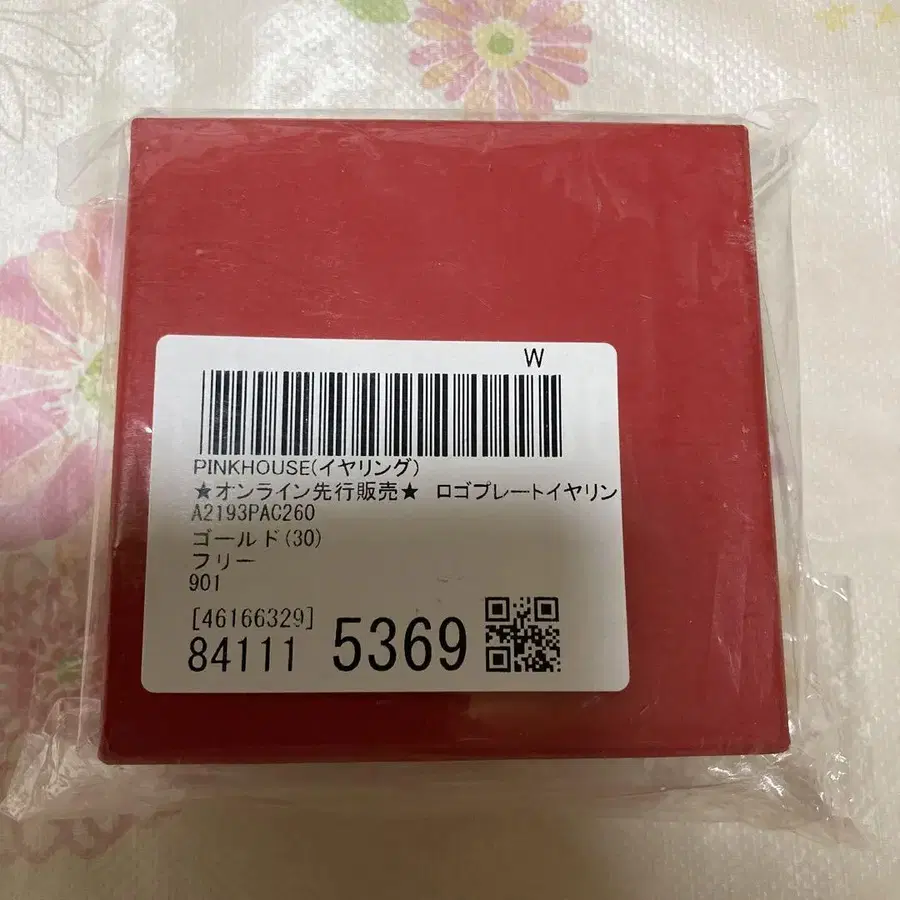 W
PINKHOUSE(イヤリング)
★オンライン先行販売★ ロゴプレートイヤリン
A2193PAC260
ゴールド(30)
フリー
901
[46166329]
84111 5369